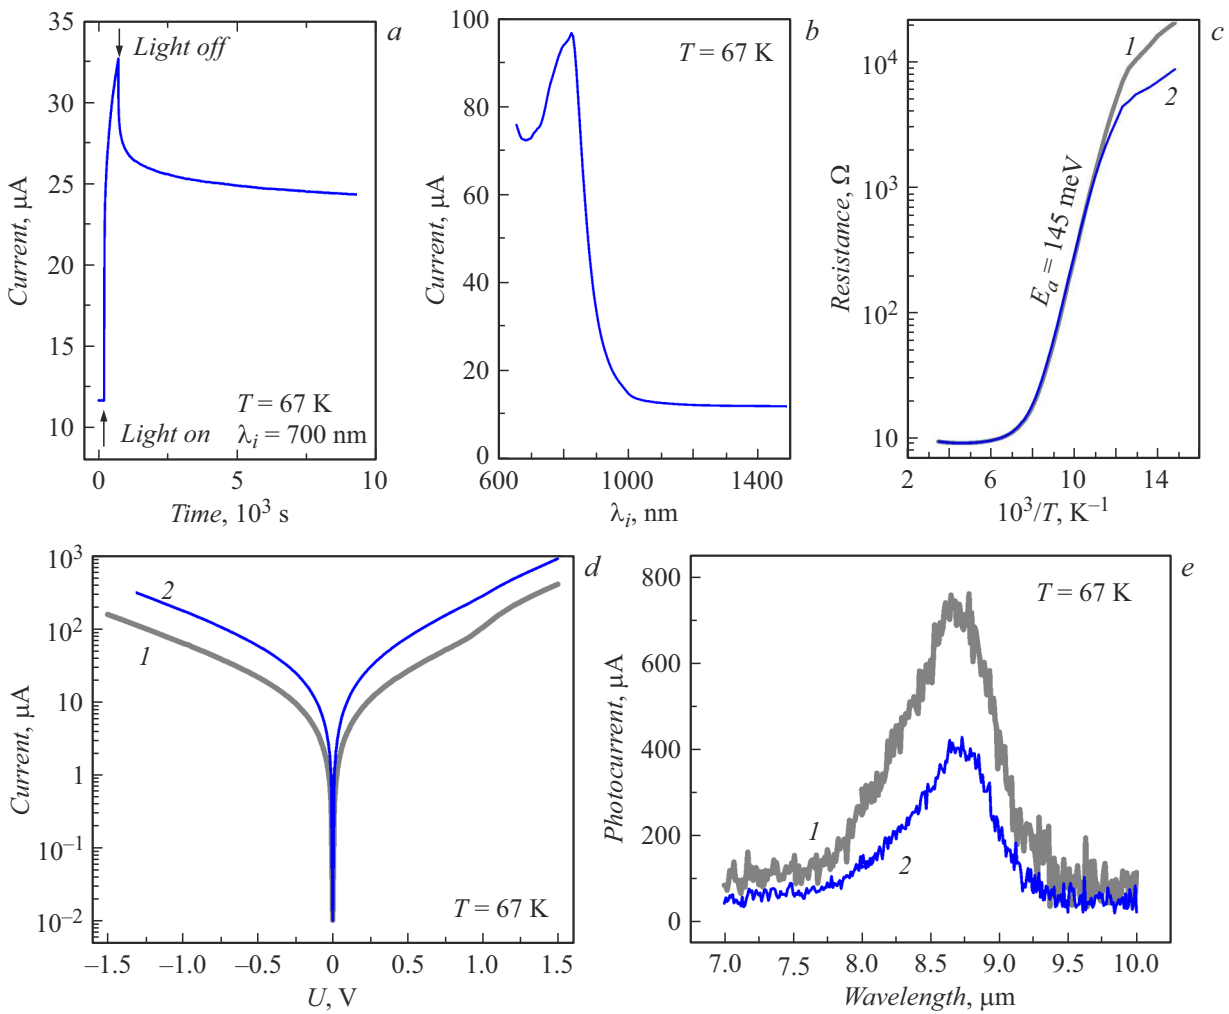 a
35
30
25
20
15
10
Current, μA
Light off
Light on
T = 67 K
λi = 700 nm
0
5
10
Time, 10³ s
b
100
80
60
40
20
0
Current, μA
T = 67 K
600
1000
1400
λi, nm
c
10⁴
10³
10²
10
Resistance, Ω
1
2
Ea = 145 meV
2
6
10
14
10³/T, K⁻¹
d
10³
10²
10
1
10⁻¹
10⁻²
Current, μA
2
1
T = 67 K
–1.5
–1.0
–0.5
0
0.5
1.0
1.5
U, V
e
800
600
400
200
0
Photocurrent, μA
T = 67 K
1
2
7.0
7.5
8.0
8.5
9.0
9.5
10.0
Wavelength, μm